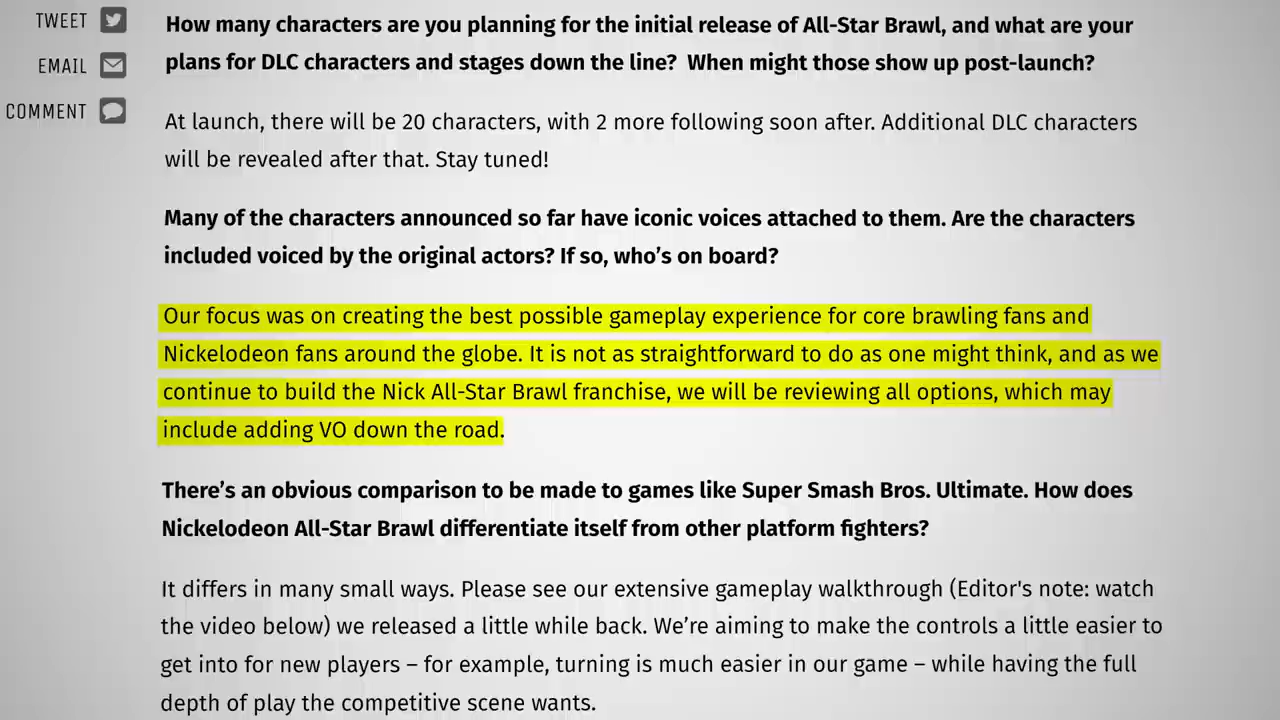 TWEET
EMAIL
COMMENT
How many characters are you planning for the initial release of All-Star Brawl, and what are your
plans for DLC characters and stages down the line?  When might those show up post-launch?
At launch, there will be 20 characters, with 2 more following soon after. Additional DLC characters
will be revealed after that. Stay tuned!
Many of the characters announced so far have iconic voices attached to them. Are the characters
included voiced by the original actors? If so, who’s on board?
Our focus was on creating the best possible gameplay experience for core brawling fans and
Nickelodeon fans around the globe. It is not as straightforward to do as one might think, and as we
continue to build the Nick All-Star Brawl franchise, we will be reviewing all options, which may
include adding VO down the road.
There’s an obvious comparison to be made to games like Super Smash Bros. Ultimate. How does
Nickelodeon All-Star Brawl differentiate itself from other platform fighters?
It differs in many small ways. Please see our extensive gameplay walkthrough (Editor's note: watch
the video below) we released a little while back. We’re aiming to make the controls a little easier to
get into for new players – for example, turning is much easier in our game – while having the full
depth of play the competitive scene wants.